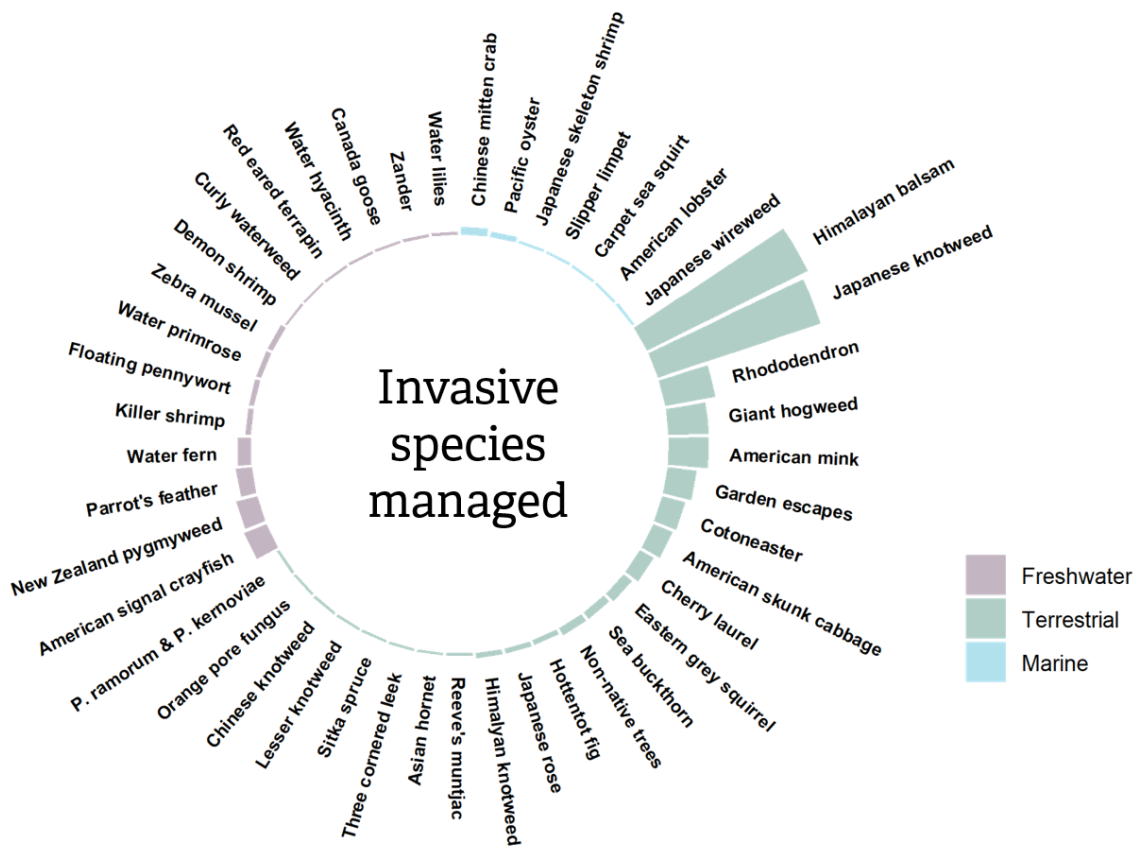 Invasive
species
managed
Chinese mitten crab
Pacific oyster
Japanese skeleton shrimp
Slipper limpet
Carpet sea squirt
American lobster
Japanese wireweed
Himalayan balsam
Japanese knotweed
Rhododendron
Giant hogweed
American mink
Garden escapes
Cotoneaster
American skunk cabbage
Cherry laurel
Eastern grey squirrel
Sea buckthorn
Non-native trees
Hottentot fig
Japanese rose
Himalyan knotweed
Reeve's muntjac
Asian hornet
Three cornered leek
Sitka spruce
Lesser knotweed
Chinese knotweed
Orange pore fungus
P. ramorum & P. kernoviae
American signal crayfish
New Zealand pygmyweed
Parrot's feather
Water fern
Killer shrimp
Floating pennywort
Water primrose
Zebra mussel
Demon shrimp
Curly waterweed
Red eared terrapin
Water hyacinth
Canada goose
Zander
Water lilies
Freshwater
Terrestrial
Marine